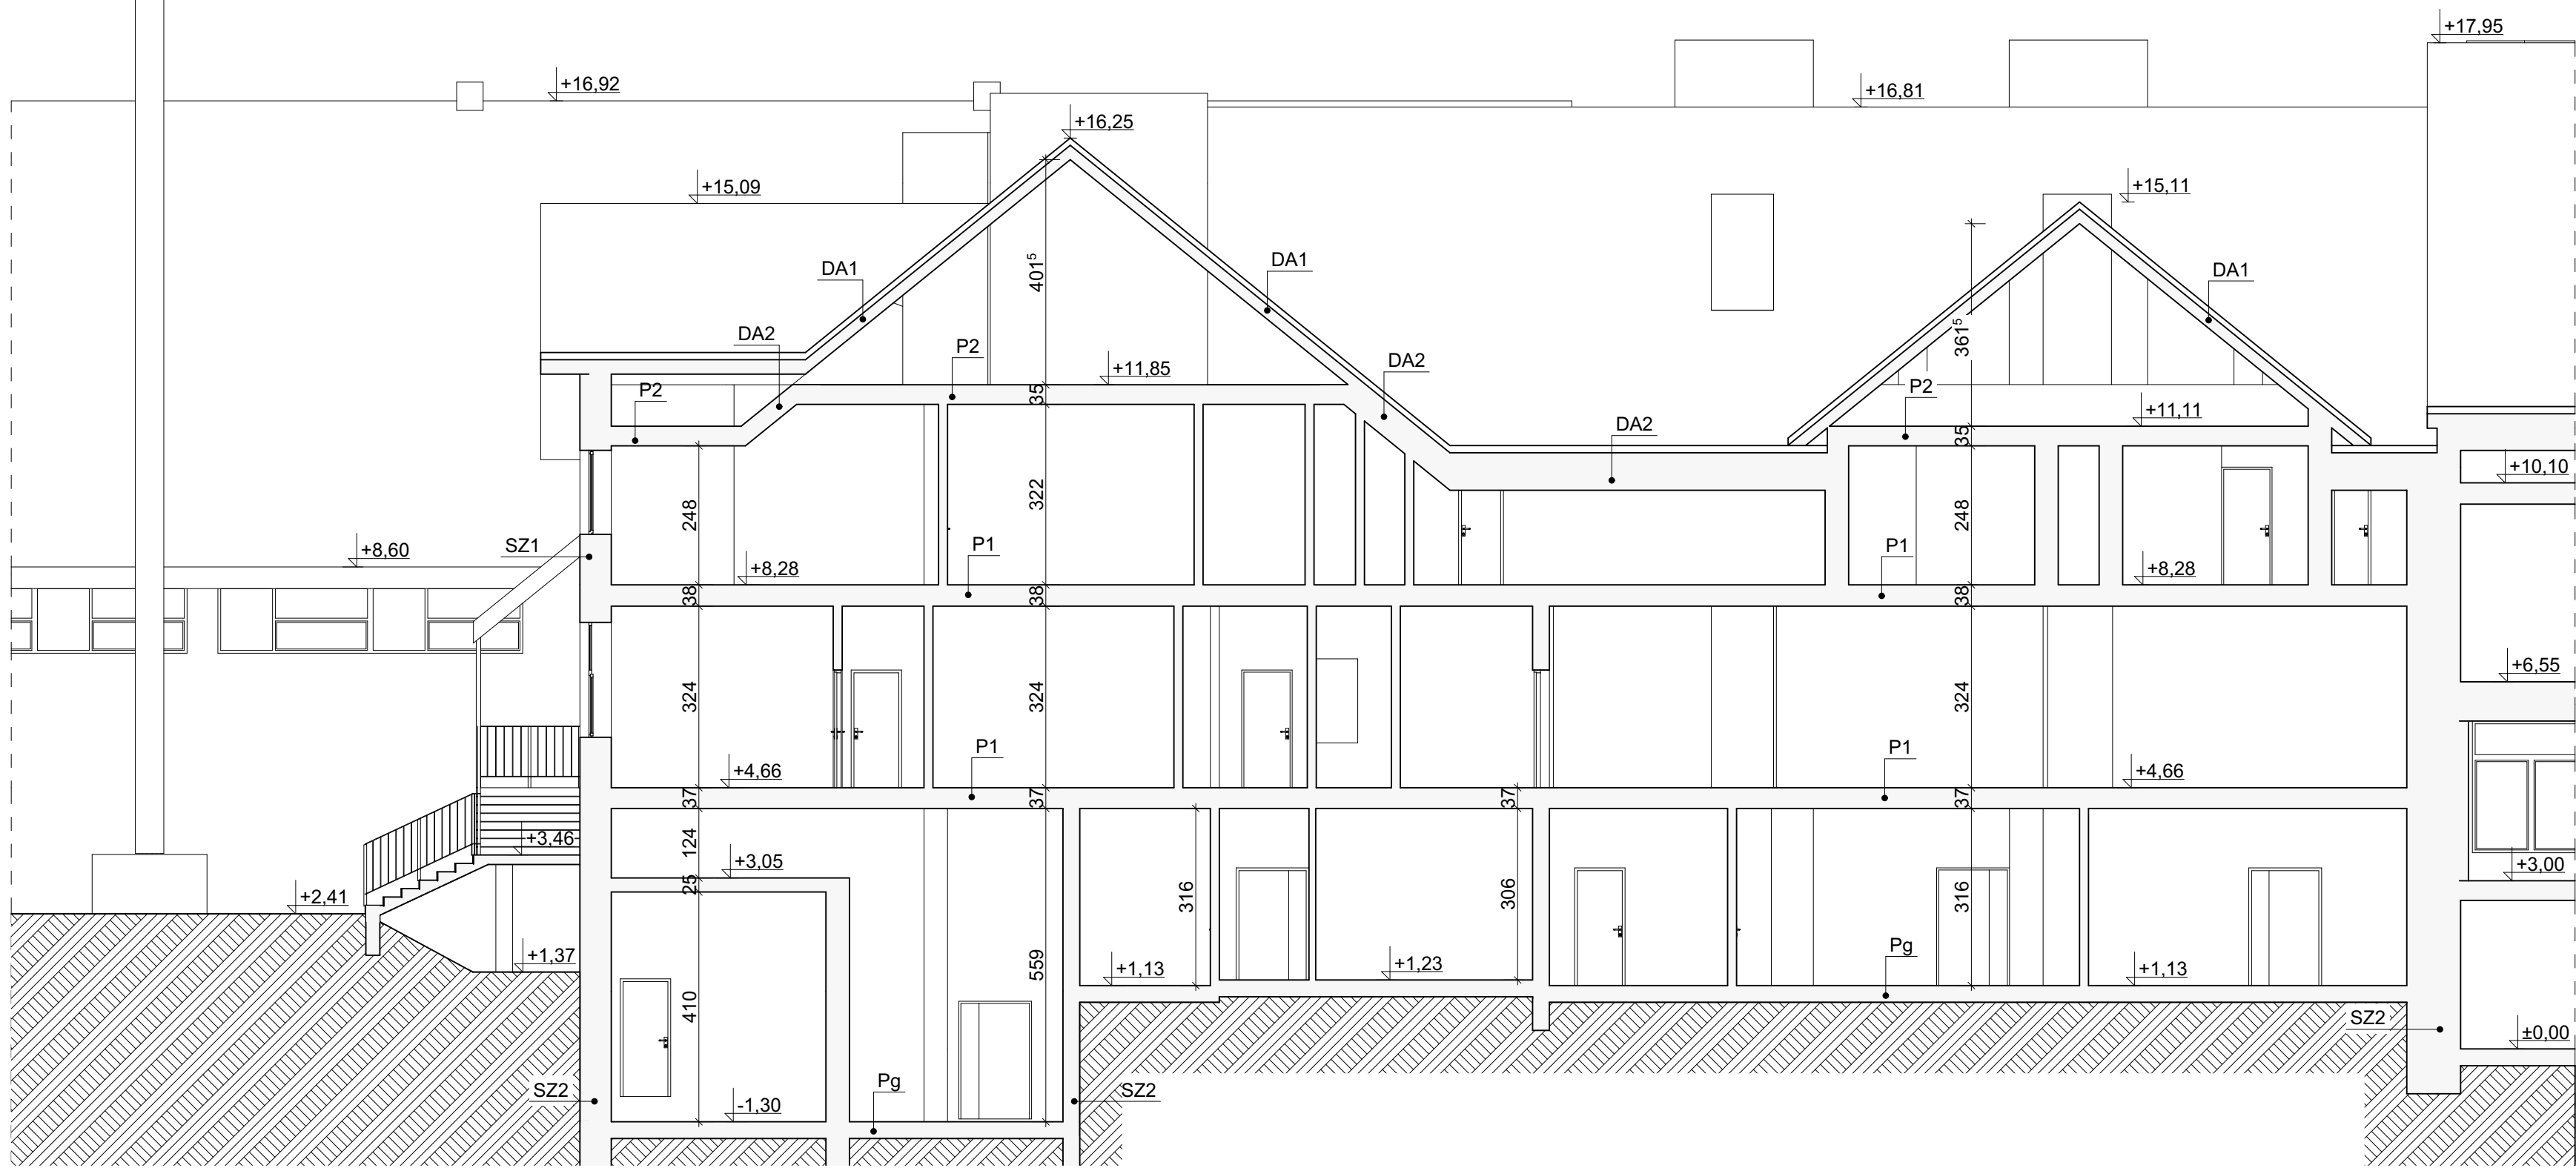 +17,95
+16,92
+16,81
+16,25
+15,09
+15,11
401⁵
DA1
DA1
DA1
361⁵
DA2
P2
DA2
+11,85
P2
35
P2
DA2
+11,11
35
+10,10
248
322
248
SZ1
+8,60
P1
P1
+8,28
+8,28
38
38
38
324
324
324
+6,55
P1
P1
+4,66
+4,66
37
37
37
37
+3,46
124
+3,05
25
+3,00
+2,41
316
306
316
Pg
+1,37
559
+1,13
+1,23
+1,13
410
SZ2
±0,00
Pg
SZ2
SZ2
-1,30